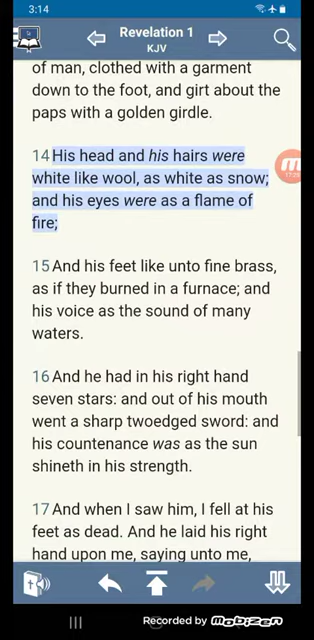 3:14
Revelation 1
KJV
of man, clothed with a garment
down to the foot, and girt about the
paps with a golden girdle.
14 His head and his hairs were
white like wool, as white as snow;
and his eyes were as a flame of
fire;
15 And his feet like unto fine brass,
as if they burned in a furnace; and
his voice as the sound of many
waters.
16 And he had in his right hand
seven stars: and out of his mouth
went a sharp twoedged sword: and
his countenance was as the sun
shineth in his strength.
17 And when I saw him, I fell at his
feet as dead. And he laid his right
hand upon me, saying unto me,
Recorded by mobizen